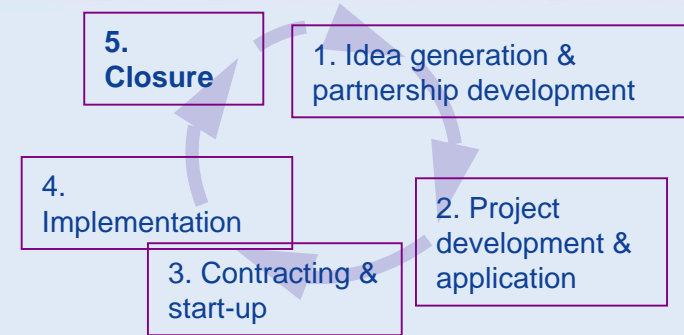 5.
Closure
1. Idea generation &
partnership development
2. Project
development &
application
3. Contracting &
start-up
4.
Implementation